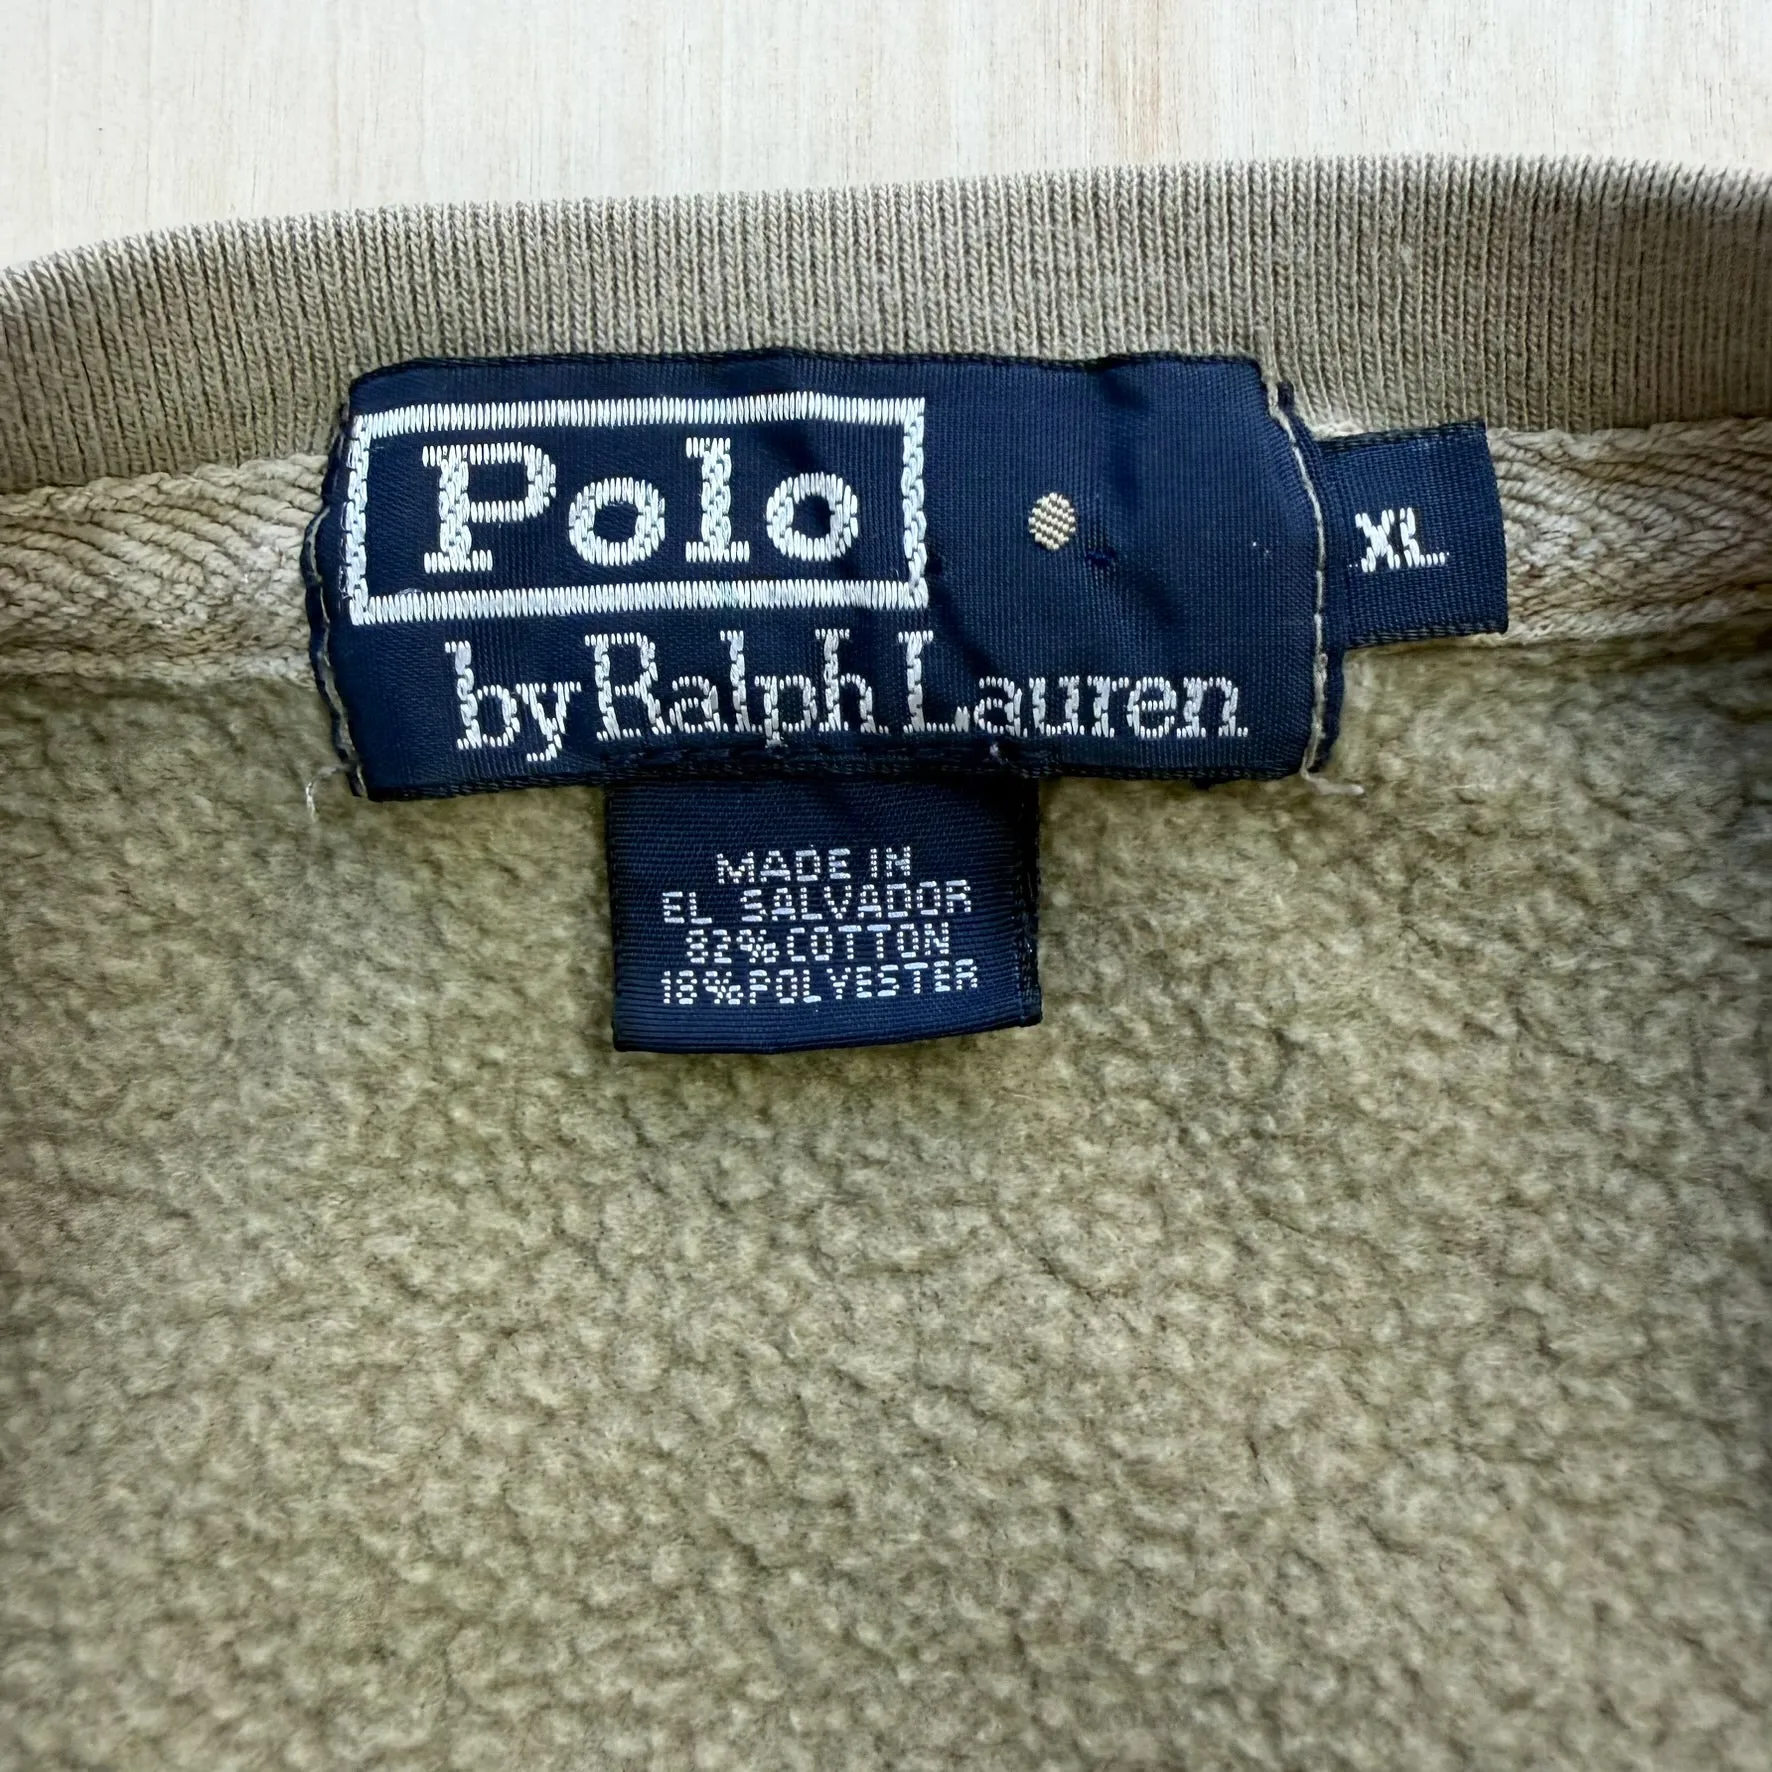 Polo
by Ralph Lauren
XL
MADE IN
EL SALVADOR
82% COTTON
18% POLYESTER